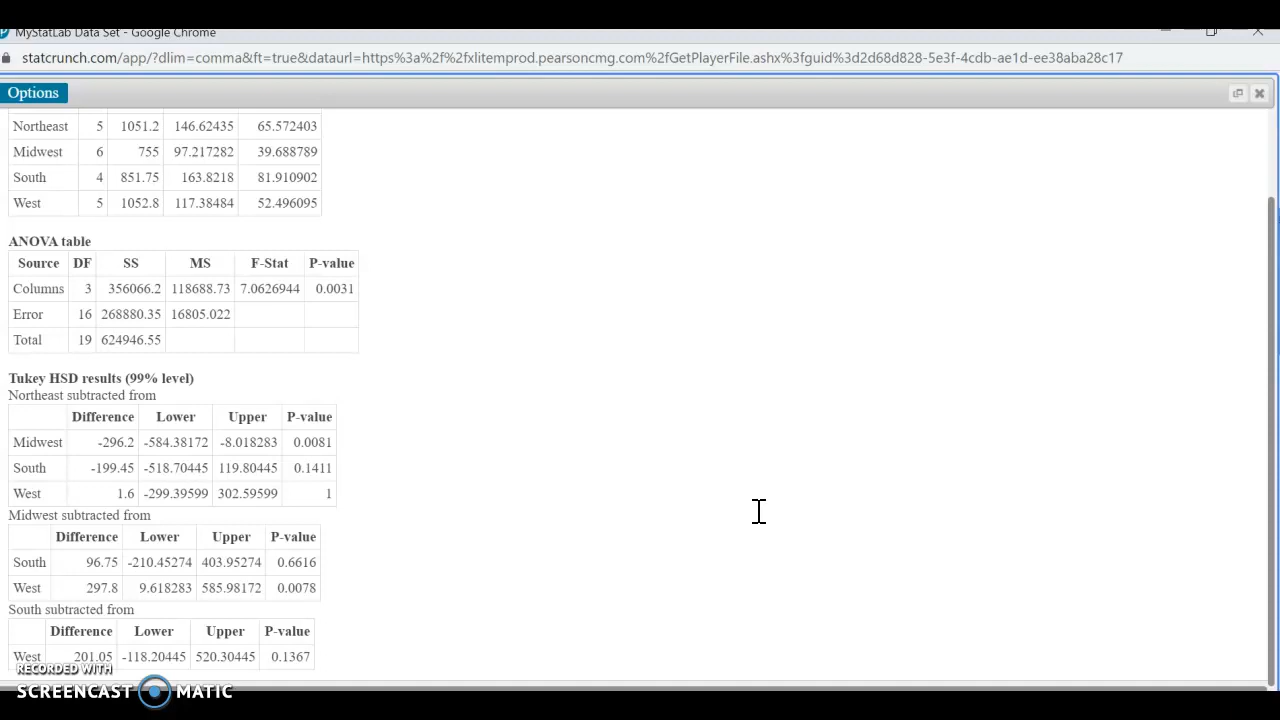 MyStatLab Data Set - Google Chrome
statcrunch.com/app/?dlim=comma&ft=true&dataurl=https%3a%2f%2fxlitemprod.pearsoncmg.com%2fGetPlayerFile.ashx%3fguid%3d2d68d828-5e3f-4cdb-ae1d-ee38aba28c17
Options
Northeast 5 1051.2 146.62435 65.572403
Midwest 6 755 97.217282 39.688789
South 4 851.75 163.8218 81.910902
West 5 1052.8 117.38484 52.496095
ANOVA table
Source DF SS MS F-Stat P-value
Columns 3 356066.2 118688.73 7.0626944 0.0031
Error 16 268880.35 16805.022
Total 19 624946.55
Tukey HSD results (99% level)
Northeast subtracted from
Difference Lower Upper P-value
Midwest -296.2 -584.38172 -8.018283 0.0081
South -199.45 -518.70445 119.80445 0.1411
West 1.6 -299.39599 302.59599 1
Midwest subtracted from
Difference Lower Upper P-value
South 96.75 -210.45274 403.95274 0.6616
West 297.8 9.618283 585.98172 0.0078
South subtracted from
Difference Lower Upper P-value
West 201.05 -118.20445 520.30445 0.1367
RECORDED WITH
SCREENCAST MATIC